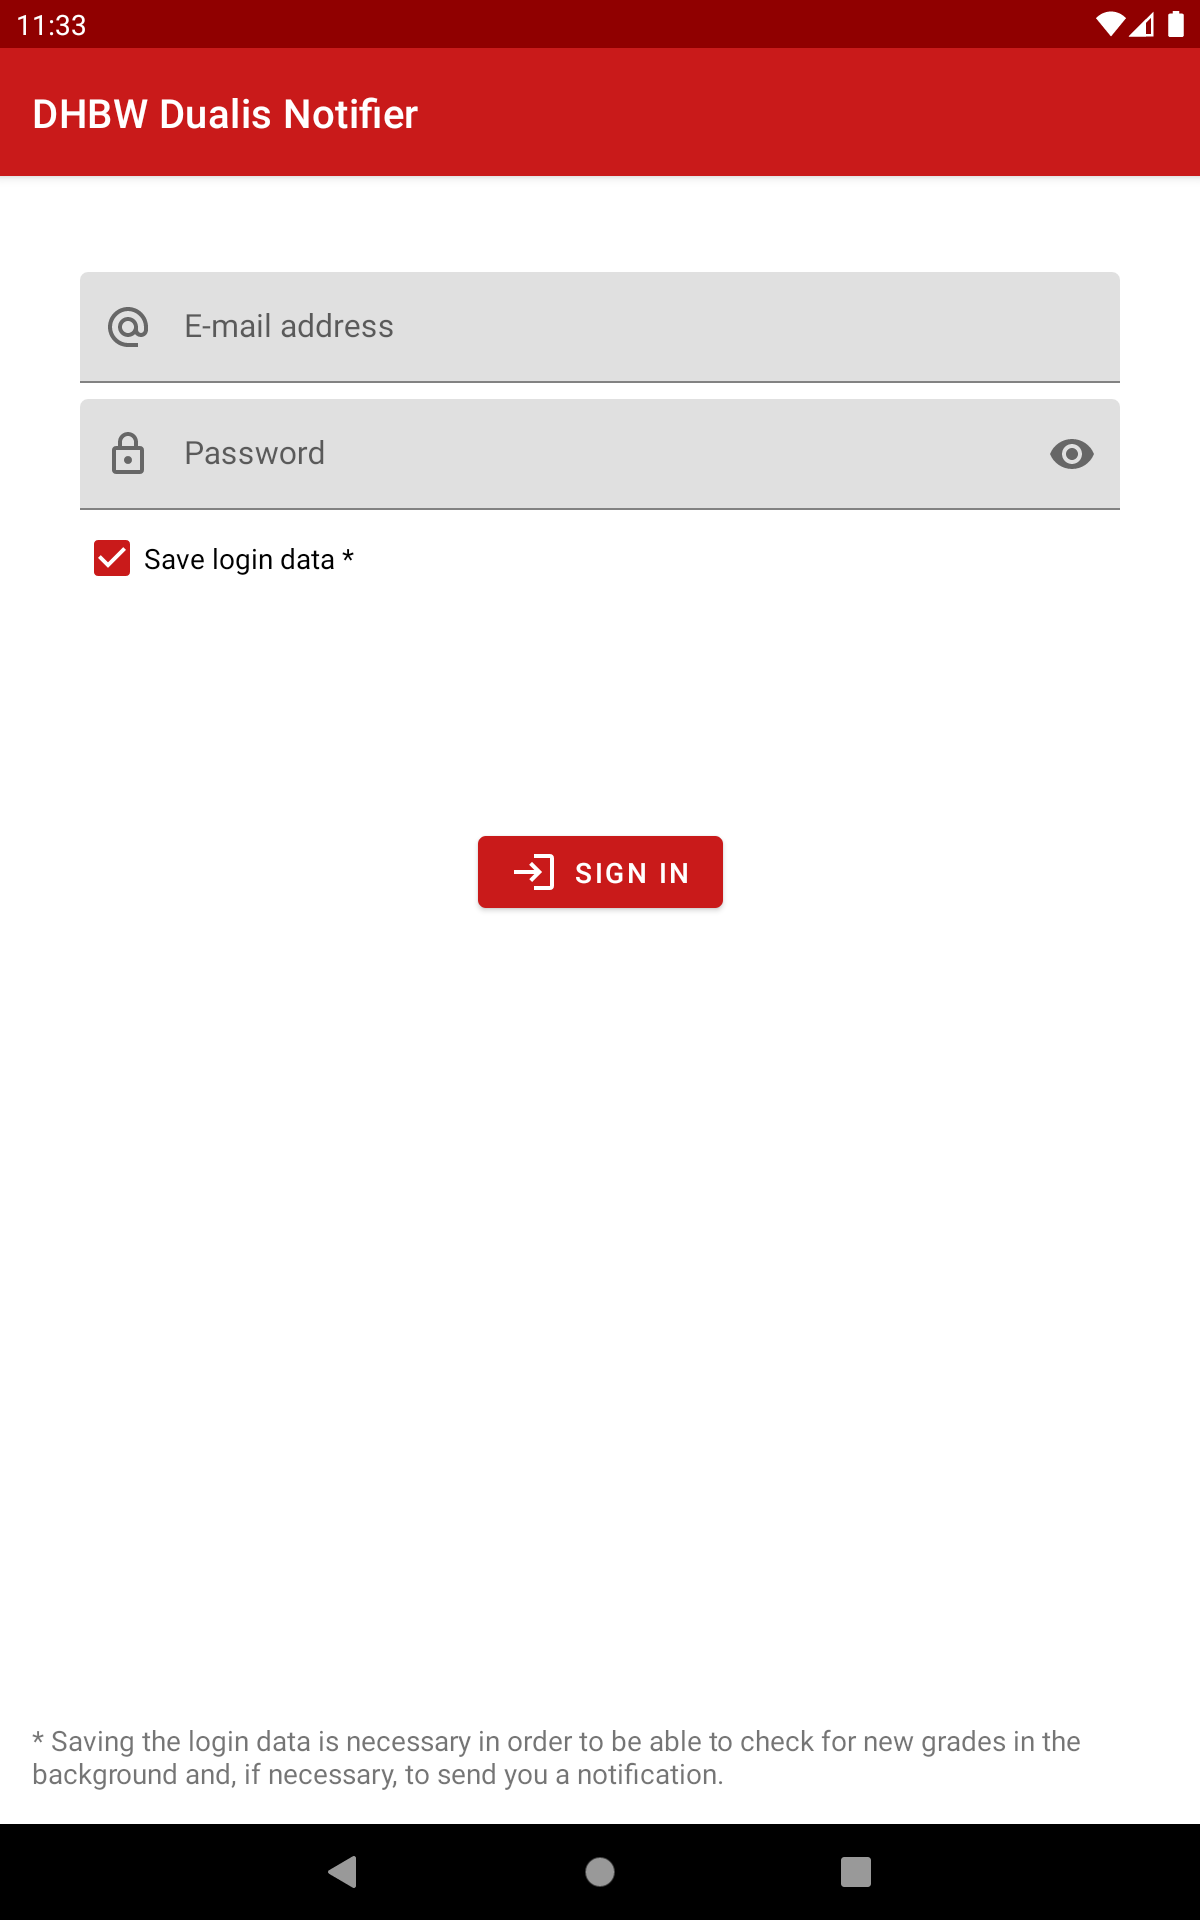 11:33
DHBW Dualis Notifier
E-mail address
Password
Save login data *
SIGN IN
* Saving the login data is necessary in order to be able to check for new grades in the
background and, if necessary, to send you a notification.